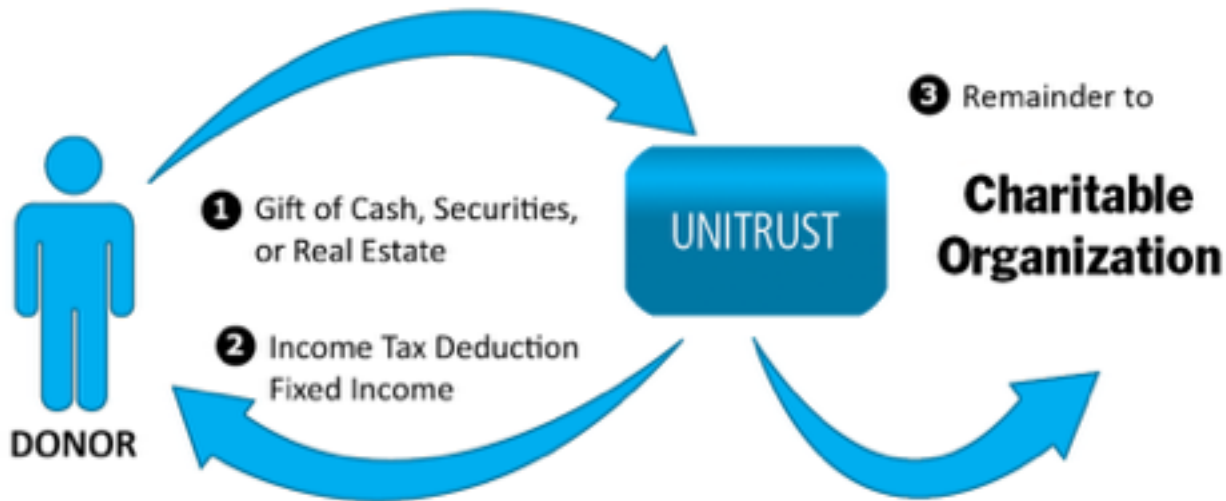 ❶ Gift of Cash, Securities,
or Real Estate
❷ Income Tax Deduction
Fixed Income
DONOR
UNITRUST
❸ Remainder to
Charitable
Organization